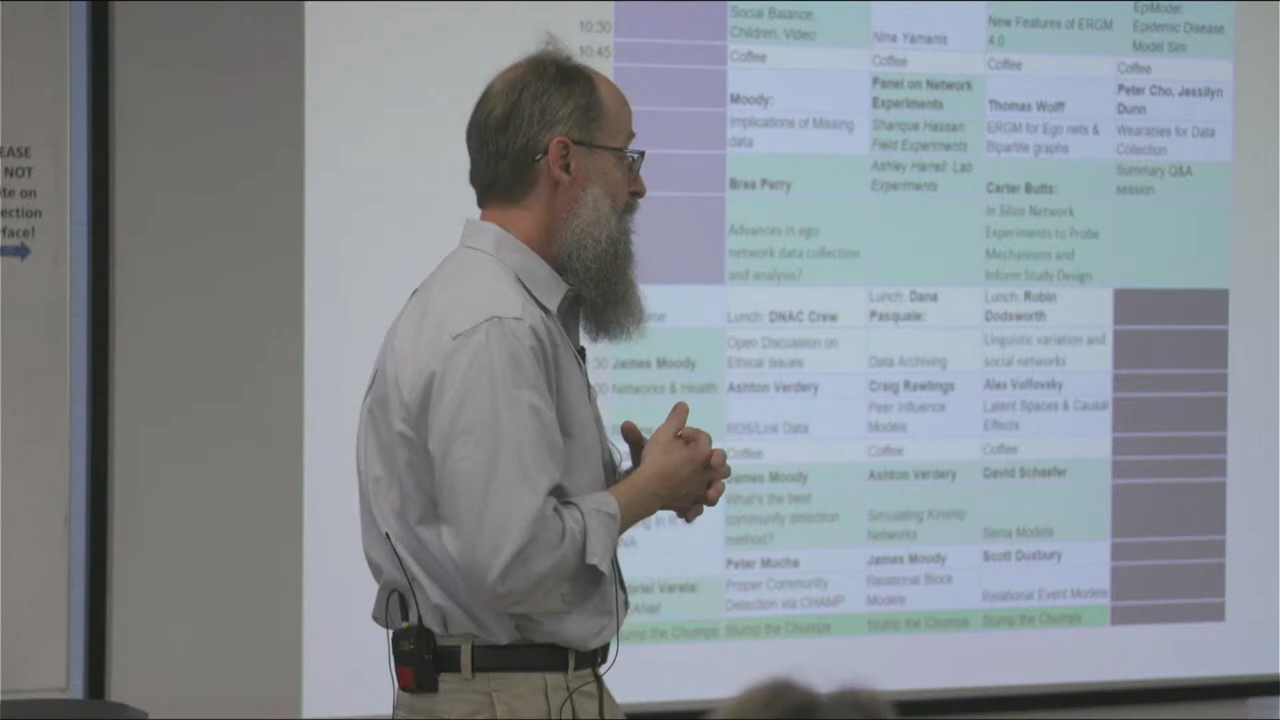 EASE
NOT
ite on
ection
face!
10:30
10:45
Social Balance,
Children, Video
Nina Yamanis
New Features of ERGM
4.0
EpiModel:
Epidemic Disease
Model Sim
Coffee
Coffee
Coffee
Coffee
Moody:
Implications of Missing
data
Panel on Network
Experiments
Sharique Hassan
Field Experiments
Thomas Wolff
ERGM for Ego nets &
Bipartite graphs
Peter Cho, Jessilyn
Dunn
Wearables for Data
Collection
Brea Perry
Ashley Harrell: Lab
Experiments
Carter Butts:
Summary Q&A
session
Advances in ego
network data collection
and analysis?
In Silico Network
Experiments to Probe
Mechanisms and
Inform Study Design
Lunch: DNAC Crew
Lunch: Dana
Pasquale:
Lunch: Robin
Dodsworth
:30 James Moody
Open Discussion on
Ethical Issues
Data Archiving
Linguistic variation and
social networks
00 Networks & Health
Ashton Verdery
Craig Rawlings
Alex Volfovsky
RDS/Link Data
Peer Influence
Models
Latent Spaces & Causal
Effects
Coffee
Coffee
Coffee
James Moody
Ashton Verdery
David Schaefer
What's the best
community detection
method?
Simulating Kinship
Networks
Siena Models
Peter Mucha
James Moody
Scott Duxbury
briel Varela:
Proper Community
Detection via CHAMP
Relational Block
Models
Relational Event Models
ump the Chumps
Stump the Chumps
Stump the Chumps
Stump the Chumps